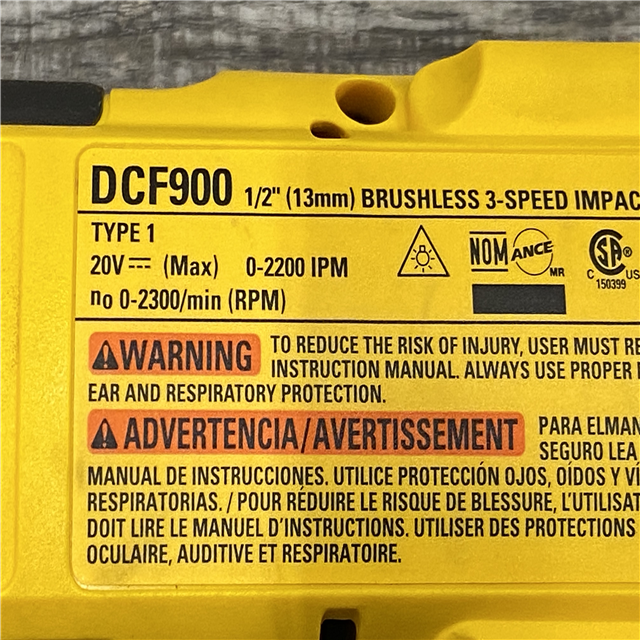 DCF900 1/2" (13mm) BRUSHLESS 3-SPEED IMPAC
TYPE 1
20V⎓ (Max) 0-2200 IPM
no 0-2300/min (RPM)
NOM ANCE MR
CSA ® C US 150399
WARNING TO REDUCE THE RISK OF INJURY, USER MUST RE
INSTRUCTION MANUAL. ALWAYS USE PROPER
EAR AND RESPIRATORY PROTECTION.
ADVERTENCIA/AVERTISSEMENT PARA ELMAN
SEGURO LEA
MANUAL DE INSTRUCCIONES. UTILICE PROTECCIÓN OJOS, OÍDOS Y VI
RESPIRATORIAS. / POUR RÉDUIRE LE RISQUE DE BLESSURE, L'UTILISAT
DOIT LIRE LE MANUEL D'INSTRUCTIONS. UTILISER DES PROTECTIONS
OCULAIRE, AUDITIVE ET RESPIRATOIRE.